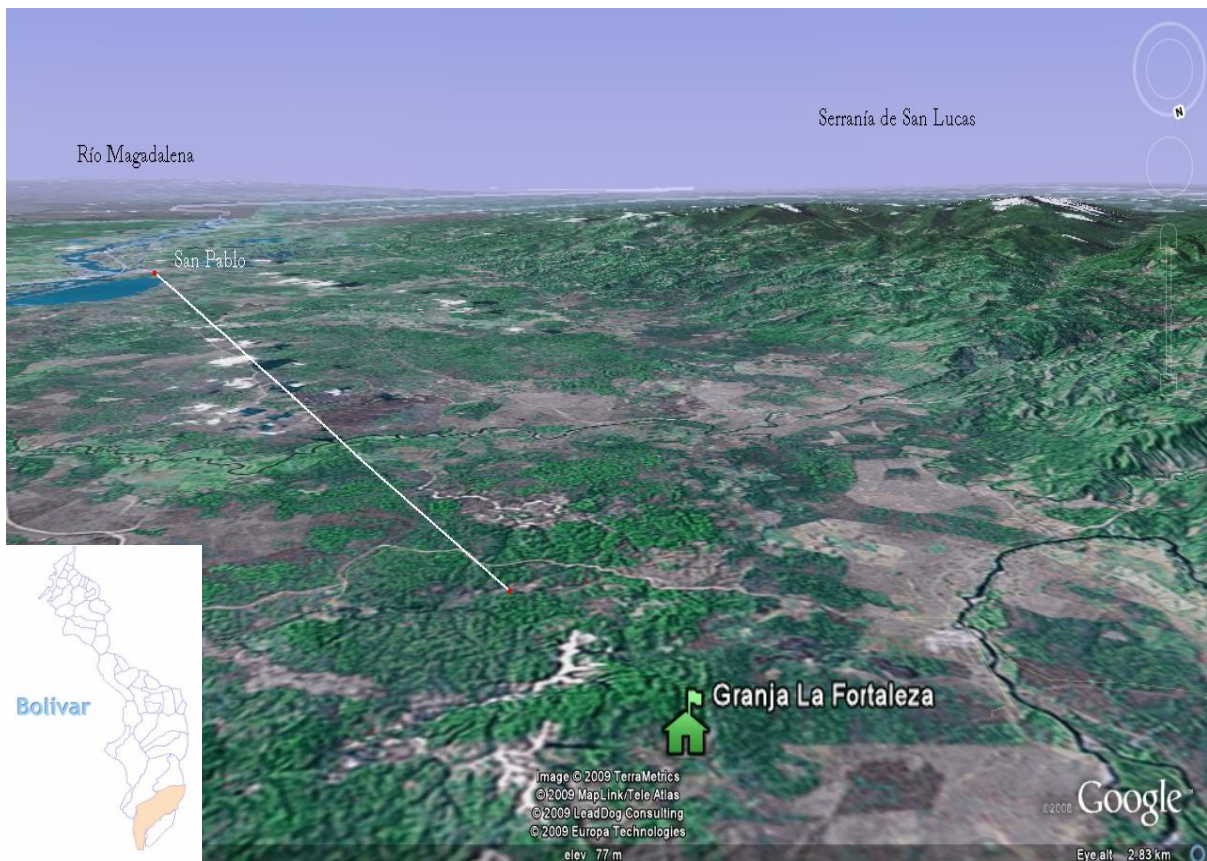 Serranía de San Lucas
Río Magadalena
N
San Pablo
Bolívar
Granja La Fortaleza
Image © 2009 TerraMetrics
© 2009 MapLink/Tele Atlas
© 2009 LeadDog Consulting
© 2009 Europa Technologies
©2008 Google
elev 77 m
Eye alt 2.83 km